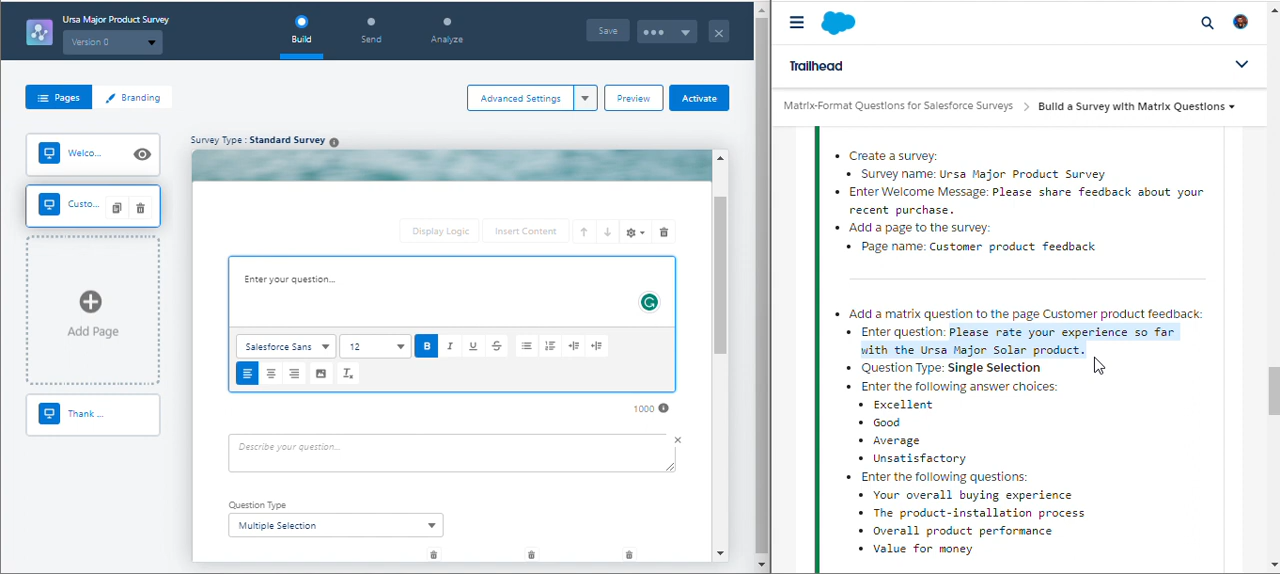 Ursa Major Product Survey
Version 0
Build
Send
Analyze
Save
Pages
Branding
Advanced Settings
Preview
Activate
Welco...
Custo...
Add Page
Thank ...
Survey Type : Standard Survey
Display Logic
Insert Content
Enter your question...
Salesforce Sans
12
B
I
U
S
1000
Describe your question...
Question Type
Multiple Selection
Trailhead
Matrix-Format Questions for Salesforce Surveys > Build a Survey with Matrix Questions
• Create a survey:
• Survey name: Ursa Major Product Survey
• Enter Welcome Message: Please share feedback about your
recent purchase.
• Add a page to the survey:
• Page name: Customer product feedback
• Add a matrix question to the page Customer product feedback:
• Enter question: Please rate your experience so far
with the Ursa Major Solar product.
• Question Type: Single Selection
• Enter the following answer choices:
• Excellent
• Good
• Average
• Unsatisfactory
• Enter the following questions:
• Your overall buying experience
• The product-installation process
• Overall product performance
• Value for money